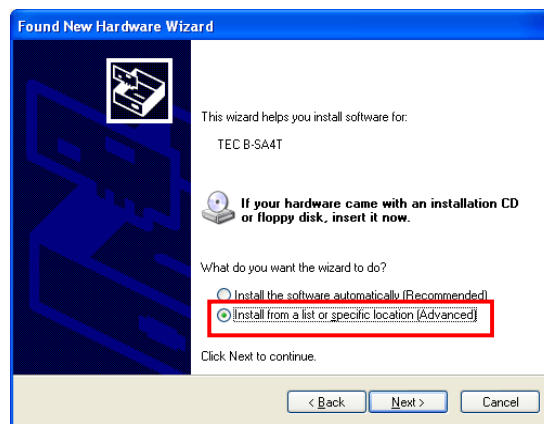 Found New Hardware Wizard
This wizard helps you install software for:
TEC B-SA4T
If your hardware came with an installation CD
or floppy disk, insert it now.
What do you want the wizard to do?
Install the software automatically (Recommended)
Install from a list or specific location (Advanced)
Click Next to continue.
< Back Next > Cancel